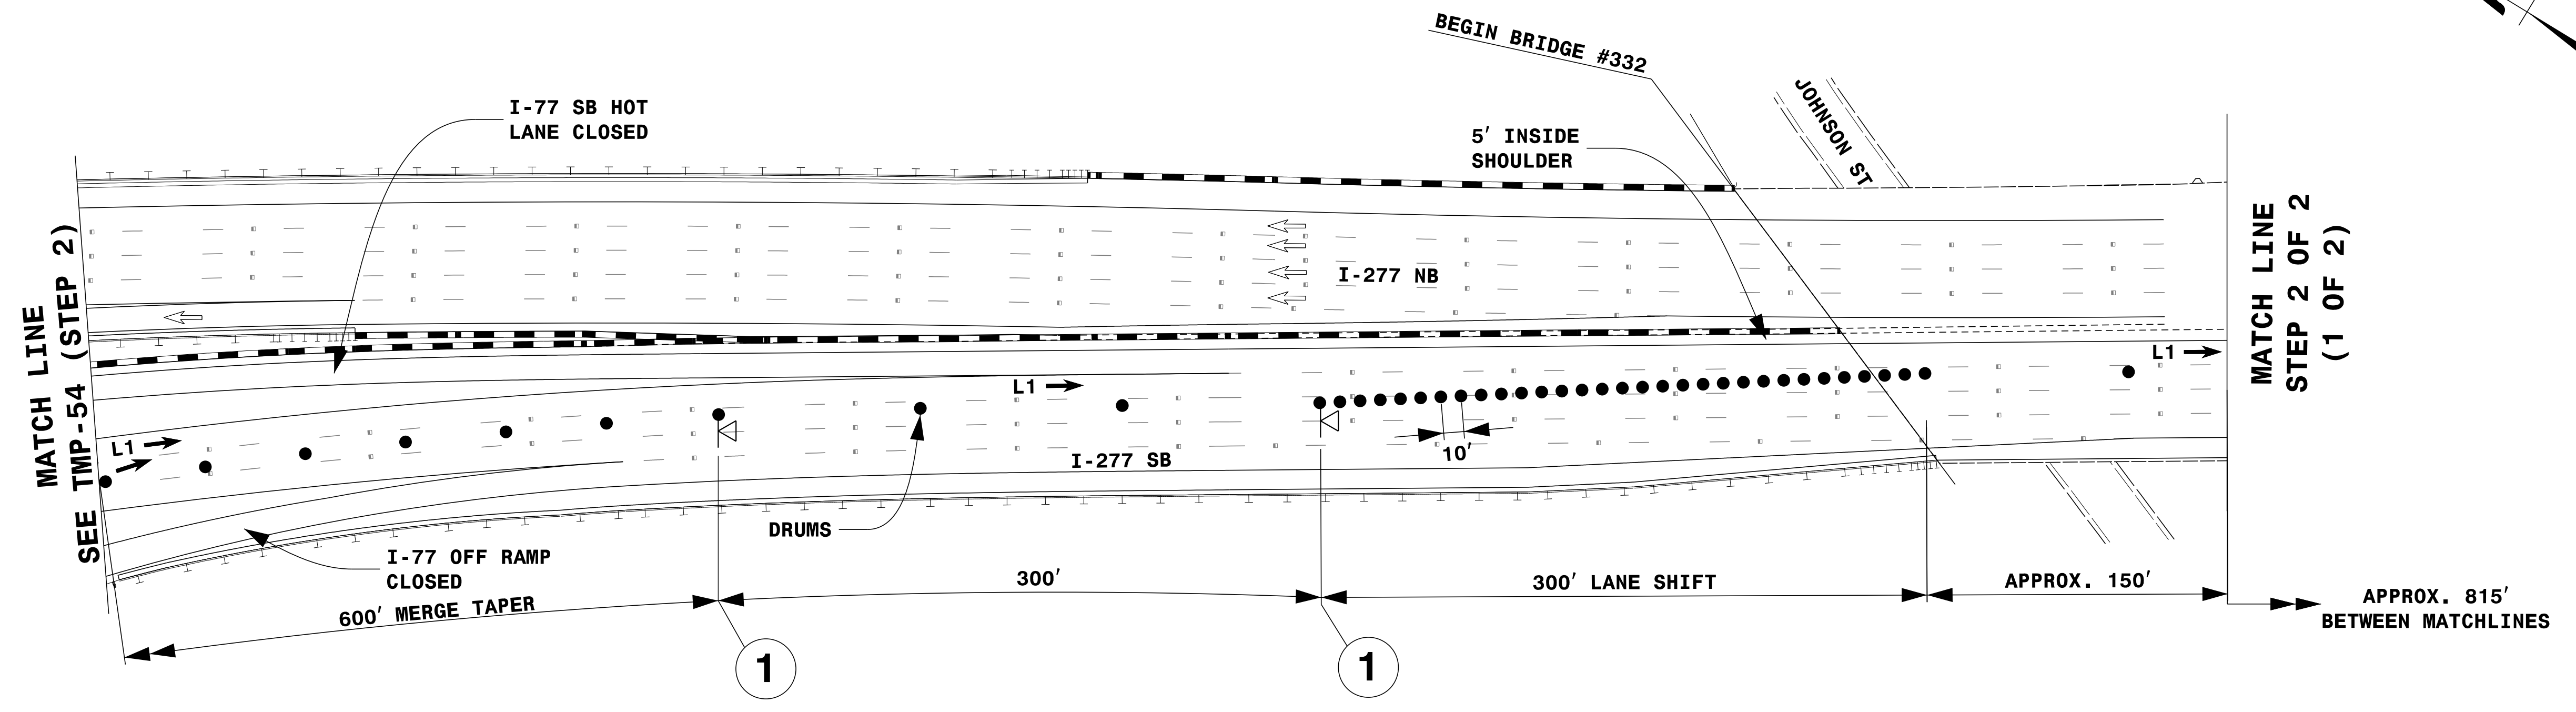 BEGIN BRIDGE #332
JOHNSON ST
I-77 SB HOT
LANE CLOSED
5' INSIDE
SHOULDER
MATCH LINE
SEE TMP-54 (STEP 2)
I-277 NB
MATCH LINE
STEP 2 OF 2
(1 OF 2)
L1
L1
L1
10'
I-277 SB
DRUMS
I-77 OFF RAMP
CLOSED
600' MERGE TAPER
300'
300' LANE SHIFT
APPROX. 150'
APPROX. 815'
BETWEEN MATCHLINES
1
1